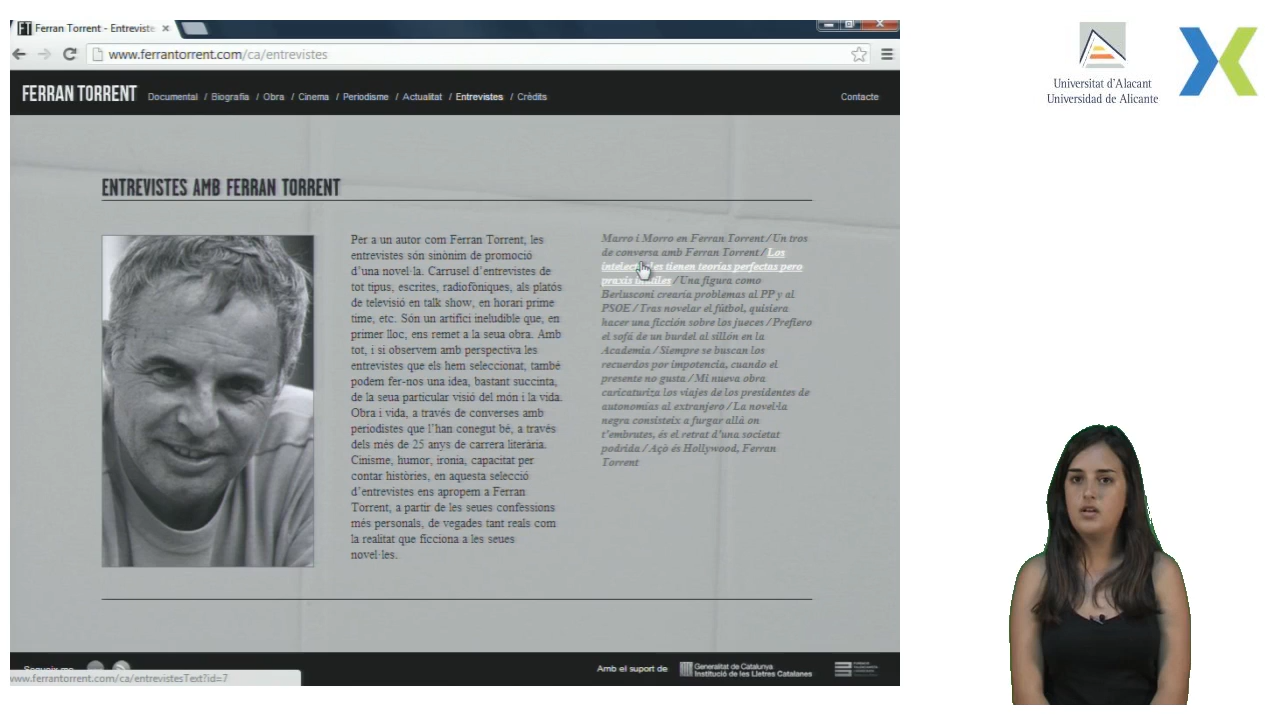 Ferran Torrent - Entreviste
www.ferrantorrent.com/ca/entrevistes
FERRAN TORRENT Documental / Biografia / Obra / Cinema / Periodisme / Actualitat / Entrevistes / Crèdits Contacte
ENTREVISTES AMB FERRAN TORRENT
Per a un autor com Ferran Torrent, les
entrevistes són sinònim de promoció
d'una novel·la. Carrusel d'entrevistes de
tot tipus, escrites, radiofòniques, als platós
de televisió en talk show, en horari prime
time, etc. Són un artifici ineludible que, en
primer lloc, ens remet a la seua obra. Amb
tot, i si observem amb perspectiva les
entrevistes que els hem seleccionat, també
podem fer-nos una idea, bastant succinta,
de la seua particular visió del món i la vida.
Obra i vida, a través de converses amb
periodistes que l'han conegut bé, a través
dels més de 25 anys de carrera literària.
Cinisme, humor, ironia, capacitat per
contar històries, en aquesta selecció
d'entrevistes ens apropem a Ferran
Torrent, a partir de les seues confessions
més personals, de vegades tant reals com
la realitat que ficciona a les seues
novel·les.
Marro i Morro en Ferran Torrent / Un tros
de conversa amb Ferran Torrent / Los
tienen teorías perfectas pero
praxis / Una figura como
Berlusconi crearía problemas al PP y al
PSOE / Tras novelar el fútbol, quisiera
hacer una ficción sobre los jueces / Prefiero
el sofá de un burdel al sillón en la
Academia / Siempre se buscan los
recuerdos por impotencia, cuando el
presente no gusta / Mi nueva obra
caricaturiza los viajes de los presidentes de
autonomías al extranjero / La novel·la
negra consisteix a furgar allà on
t'embrutes, és el retrat d'una societat
podrida / Açò és Hollywood, Ferran
Torrent
Amb el suport de
Generalitat de Catalunya
Institució de les Lletres Catalanes
www.ferrantorrent.com/ca/entrevistesText?id=7
Universitat d'Alacant
Universidad de Alicante